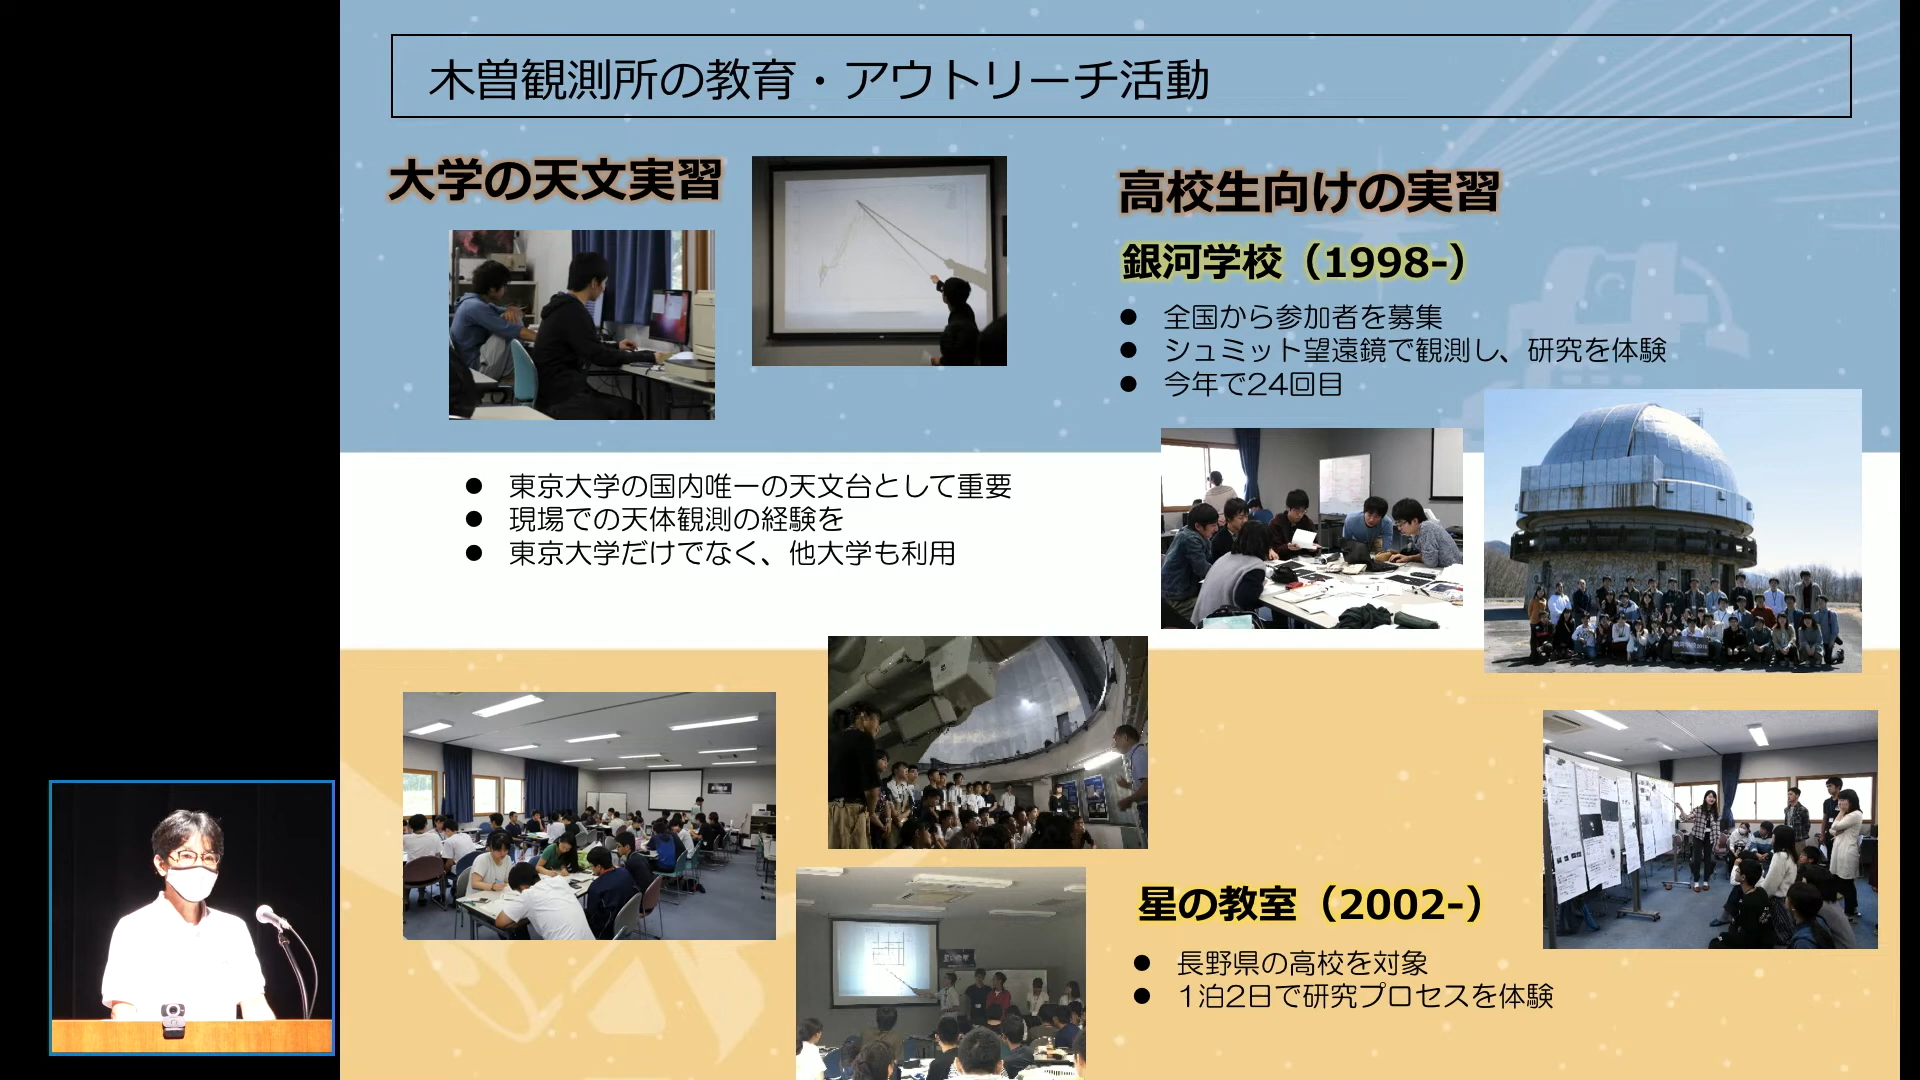 木曽観測所の教育・アウトリーチ活動
大学の天文実習
東京大学の国内唯一の天文台として重要
現場での天体観測の経験を
東京大学だけでなく、他大学も利用
高校生向けの実習
銀河学校（1998-）
全国から参加者を募集
シュミット望遠鏡で観測し、研究を体験
今年で24回目
星の教室（2002-）
長野県の高校を対象
1泊2日で研究プロセスを体験